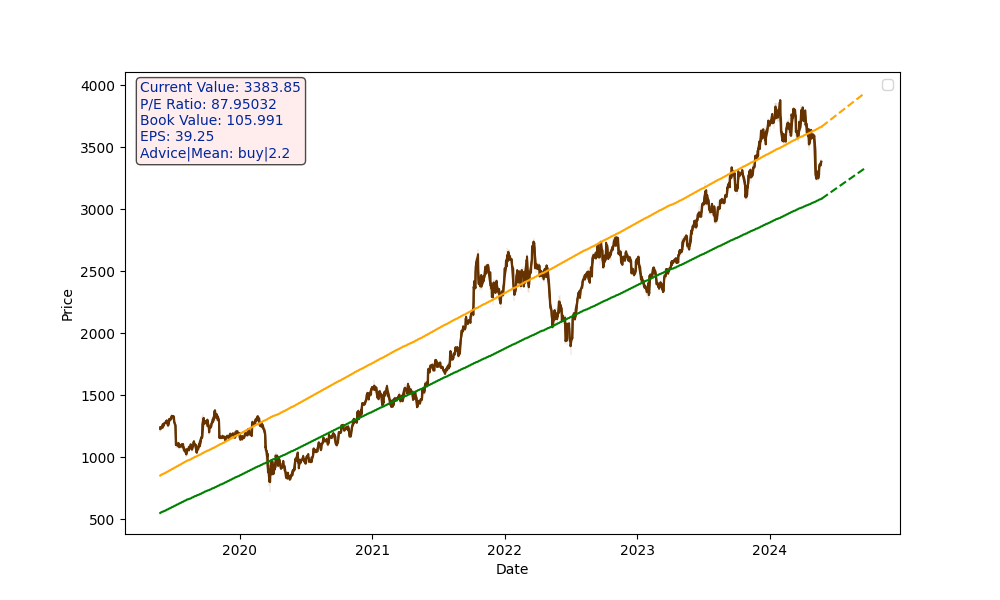 Current Value: 3383.85
P/E Ratio: 87.95032
Book Value: 105.991
EPS: 39.25
Advice|Mean: buy|2.2
4000
3500
3000
2500
2000
1500
1000
500
Price
2020
2021
2022
2023
2024
Date